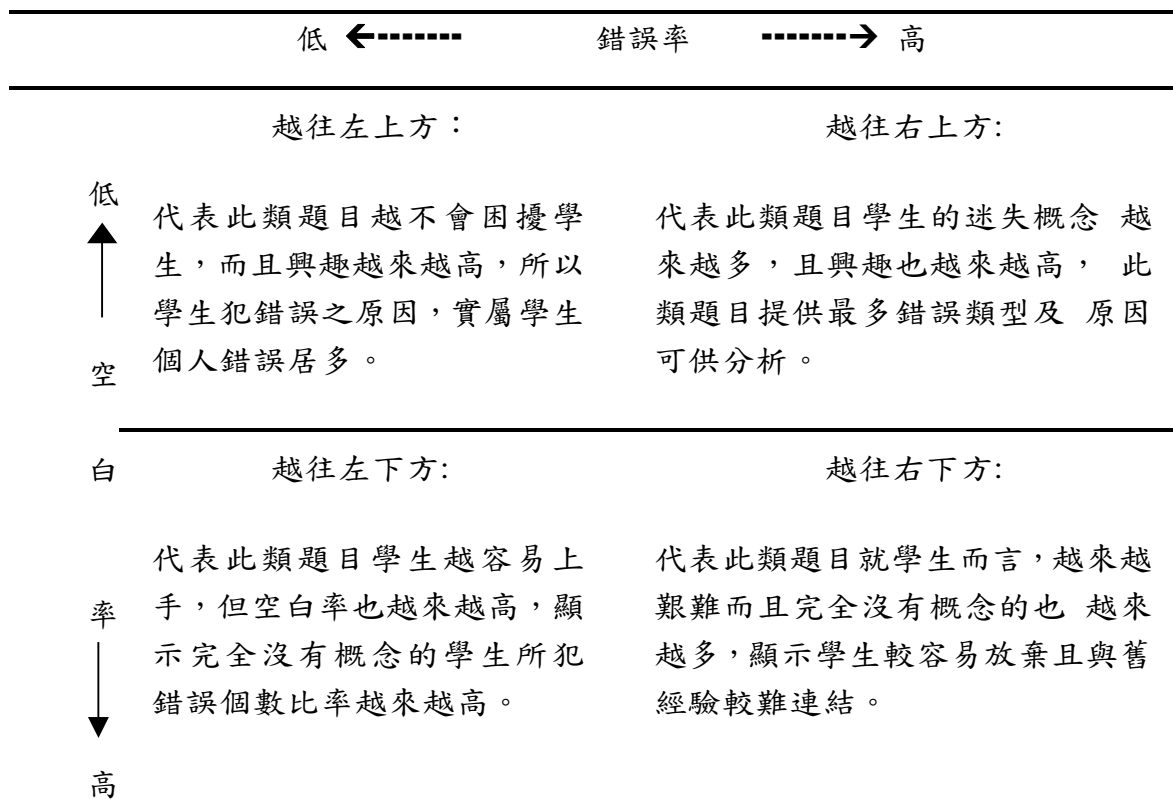 低 ← 錯誤率 → 高
越往左上方：
越往右上方:
低
空
代表此類題目越不會困擾學
生，而且興趣越來越高，所以
學生犯錯誤之原因，實屬學生
個人錯誤居多。
代表此類題目學生的迷失概念 越
來越多，且興趣也越來越高， 此
類題目提供最多錯誤類型及 原因
可供分析。
白
越往左下方:
越往右下方:
率
代表此類題目學生越容易上
手，但空白率也越來越高，顯
示完全沒有概念的學生所犯
錯誤個數比率越來越高。
代表此類題目就學生而言，越來越
艱難而且完全沒有概念的也 越來
越多，顯示學生較容易放棄且與舊
經驗較難連結。
高